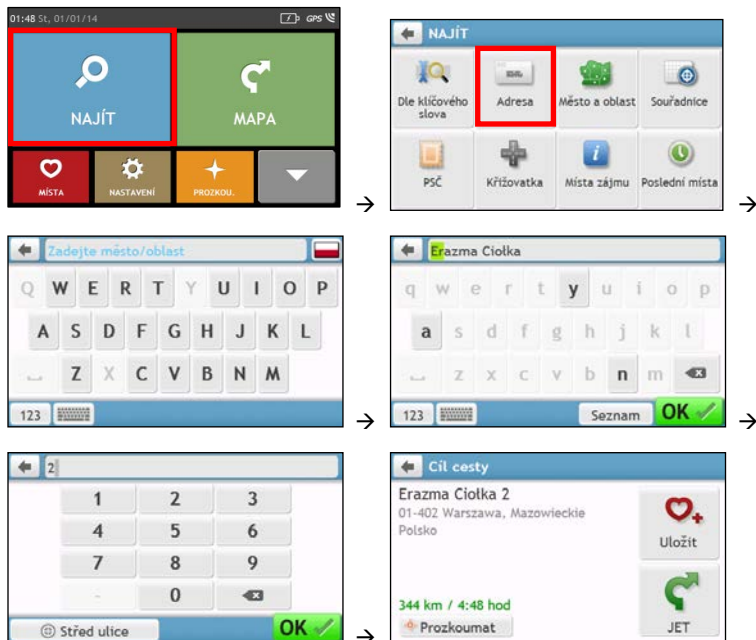 01:48 St, 01/01/14 GPS
NAJÍT
MAPA
MÍSTA
NASTAVENÍ
PROZKOU.
→
NAJÍT
Dle klíčového
slova
Adresa
Město a oblast
Souřadnice
PSČ
Křížovatka
Místa zájmu
Poslední místa
→
Zadejte město/oblast
Q W E R T Y U I O P
A S D F G H J K L
Z X C V B N M
123
→
Erazma Ciołka
q w e r t y u i o p
a s d f g h j k l
z x c v b n m
123 Seznam OK
→
2
1 2 3
4 5 6
7 8 9
- 0
Střed ulice OK
→
Cíl cesty
Erazma Ciołka 2
01-402 Warszawa, Mazowieckie
Polsko
Uložit
344 km / 4:48 hod
Prozkoumat
JET